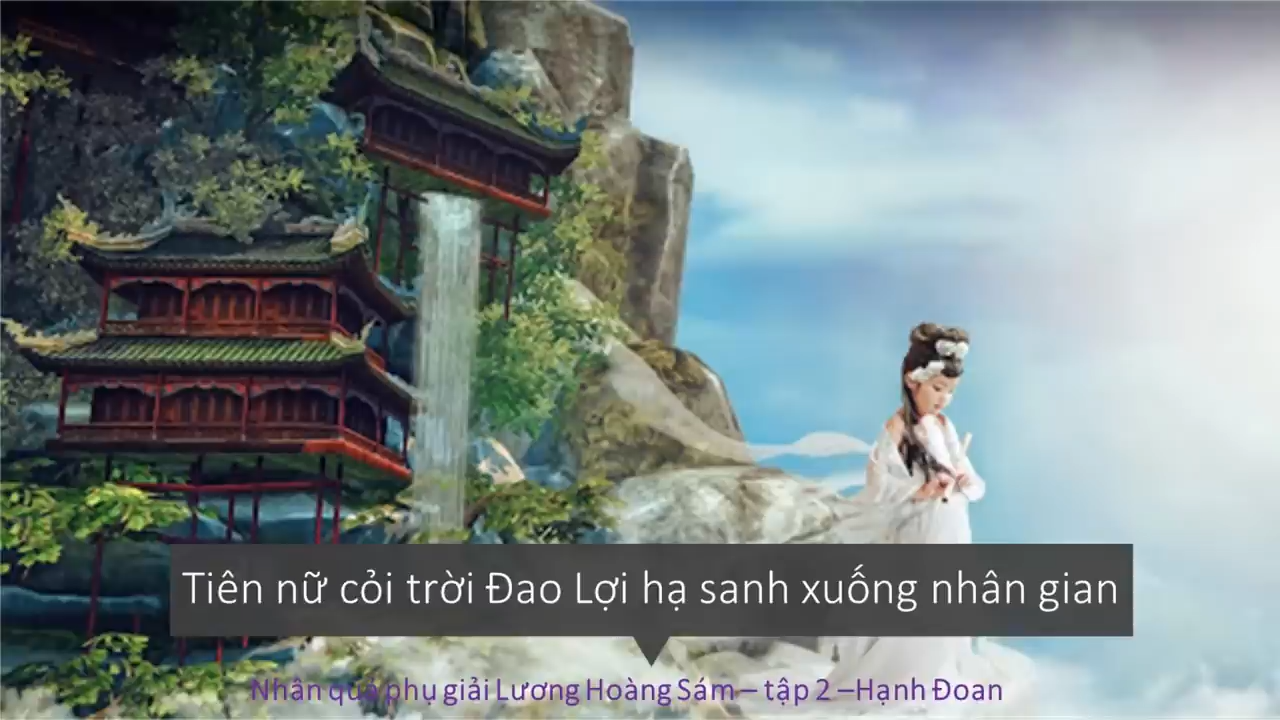 Tiên nữ cỏi trời Đao Lợi hạ sanh xuống nhân gian
Nhân quả phụ giải Lương Hoàng Sám – tập 2 –Hạnh Đoan